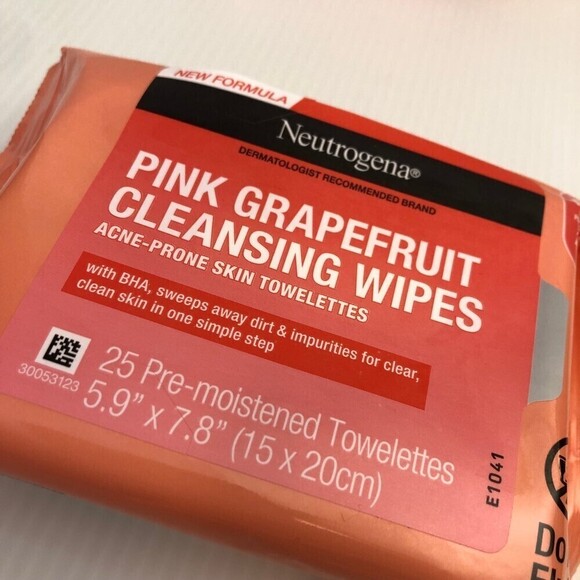 NEW FORMULA
Neutrogena®
DERMATOLOGIST RECOMMENDED BRAND
PINK GRAPEFRUIT
CLEANSING WIPES
ACNE-PRONE SKIN TOWELETTES
with BHA, sweeps away dirt & impurities for clear,
clean skin in one simple step
30053123
25 Pre-moistened Towelettes
5.9" x 7.8" (15 x 20cm)
E1041
Do